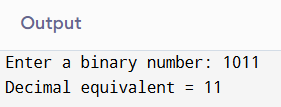 Output
Enter a binary number: 1011
Decimal equivalent = 11